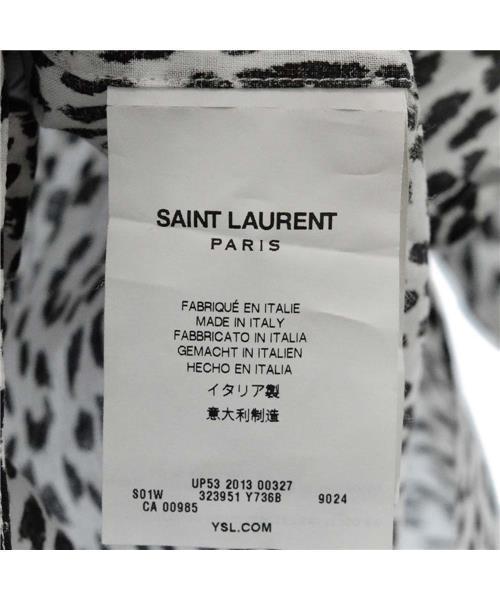 SAINT LAURENT
PARIS
FABRIQUÉ EN ITALIE
MADE IN ITALY
FABBRICATO IN ITALIA
GEMACHT IN ITALIEN
HECHO EN ITALIA
イタリア製
意大利制造
UP53 2013 00327
S01W 323951 Y736B 9024
CA 00985
YSL.COM